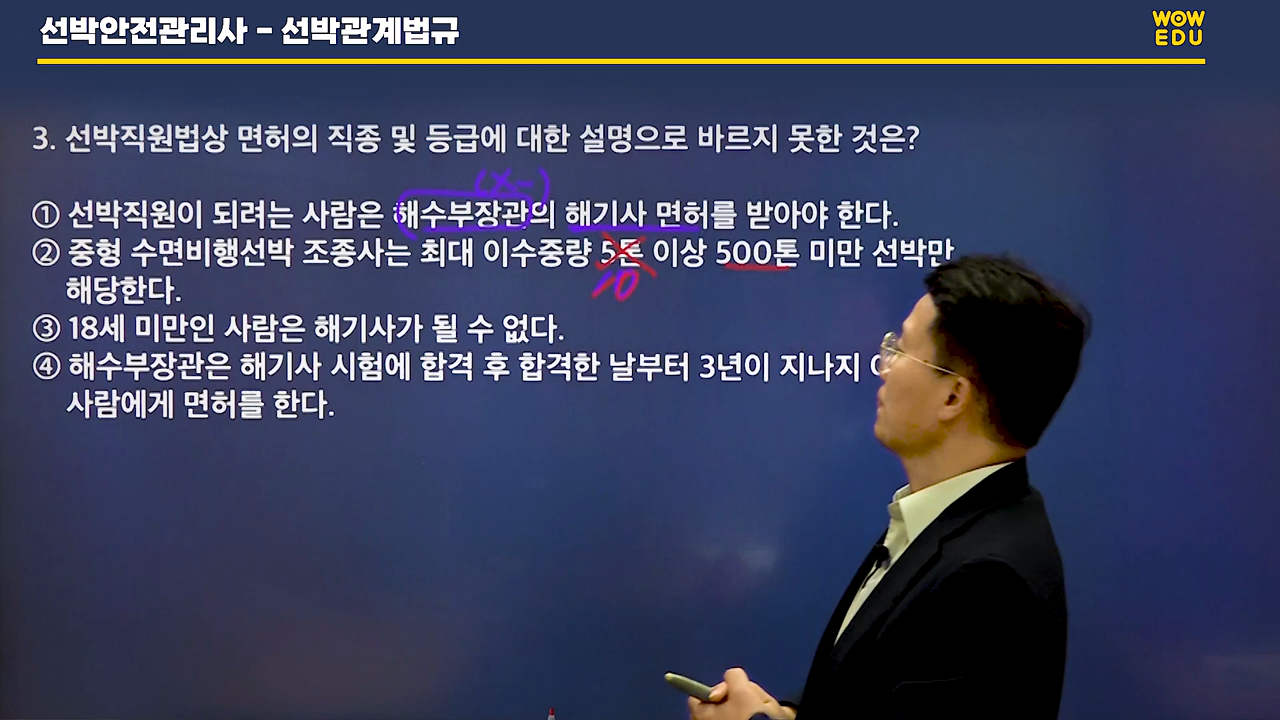 선박안전관리사 - 선박관계법규
WOW
EDU
3. 선박직원법상 면허의 직종 및 등급에 대한 설명으로 바르지 못한 것은?
① 선박직원이 되려는 사람은 해수부장관의 해기사 면허를 받아야 한다.
② 중형 수면비행선박 조종사는 최대 이수중량 5톤 이상 500톤 미만 선박만
10
해당한다.
③ 18세 미만인 사람은 해기사가 될 수 없다.
④ 해수부장관은 해기사 시험에 합격 후 합격한 날부터 3년이 지나지
사람에게 면허를 한다.